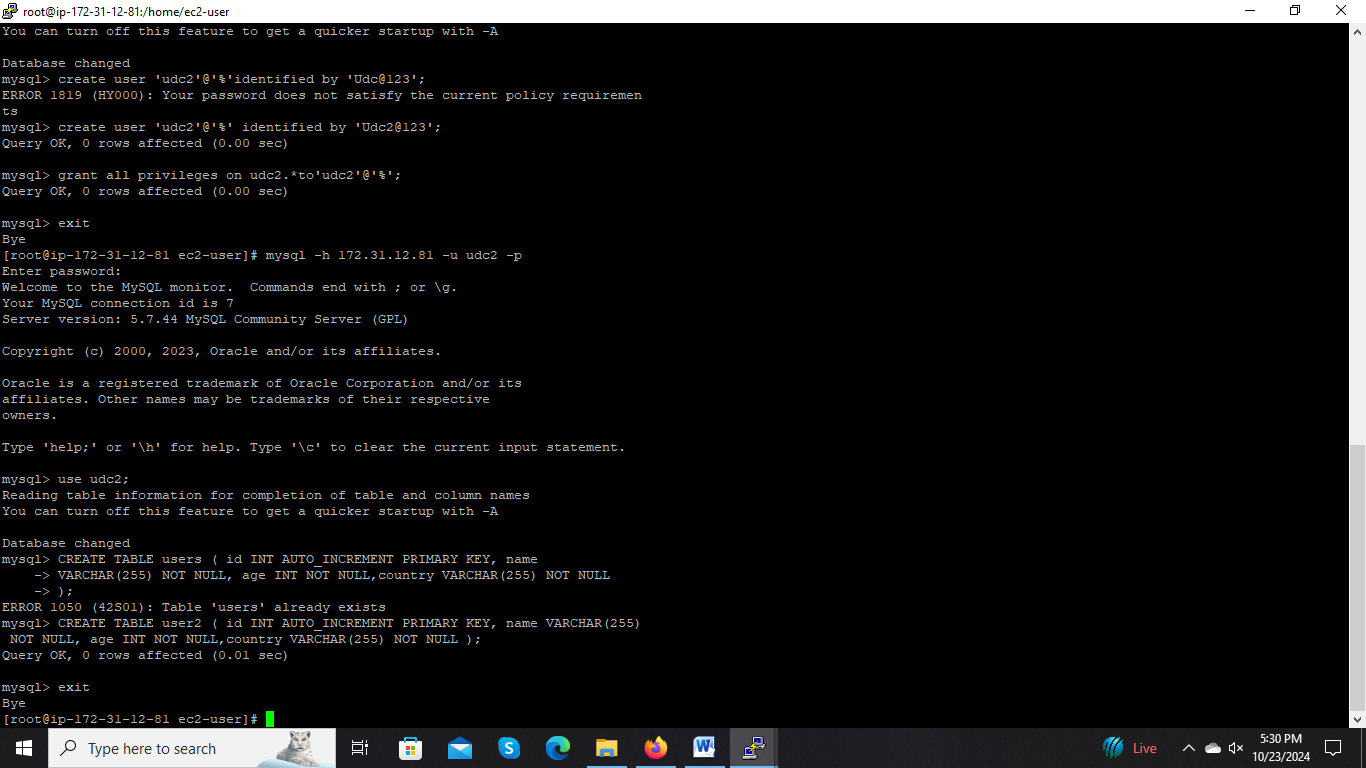 root@ip-172-31-12-81:/home/ec2-user
You can turn off this feature to get a quicker startup with -A
Database changed
mysql> create user 'udc2'@'%'identified by 'Udc@123';
ERROR 1819 (HY000): Your password does not satisfy the current policy requiremen
ts
mysql> create user 'udc2'@'%' identified by 'Udc2@123';
Query OK, 0 rows affected (0.00 sec)
mysql> grant all privileges on udc2.*to'udc2'@'%';
Query OK, 0 rows affected (0.00 sec)
mysql> exit
Bye
[root@ip-172-31-12-81 ec2-user]# mysql -h 172.31.12.81 -u udc2 -p
Enter password:
Welcome to the MySQL monitor.  Commands end with ; or \g.
Your MySQL connection id is 7
Server version: 5.7.44 MySQL Community Server (GPL)
Copyright (c) 2000, 2023, Oracle and/or its affiliates.
Oracle is a registered trademark of Oracle Corporation and/or its
affiliates. Other names may be trademarks of their respective
owners.
Type 'help;' or '\h' for help. Type '\c' to clear the current input statement.
mysql> use udc2;
Reading table information for completion of table and column names
You can turn off this feature to get a quicker startup with -A
Database changed
mysql> CREATE TABLE users ( id INT AUTO_INCREMENT PRIMARY KEY, name
    -> VARCHAR(255) NOT NULL, age INT NOT NULL,country VARCHAR(255) NOT NULL
    -> );
ERROR 1050 (42S01): Table 'users' already exists
mysql> CREATE TABLE user2 ( id INT AUTO_INCREMENT PRIMARY KEY, name VARCHAR(255)
 NOT NULL, age INT NOT NULL,country VARCHAR(255) NOT NULL );
Query OK, 0 rows affected (0.01 sec)
mysql> exit
Bye
[root@ip-172-31-12-81 ec2-user]#
Type here to search
Live
5:30 PM
10/23/2024